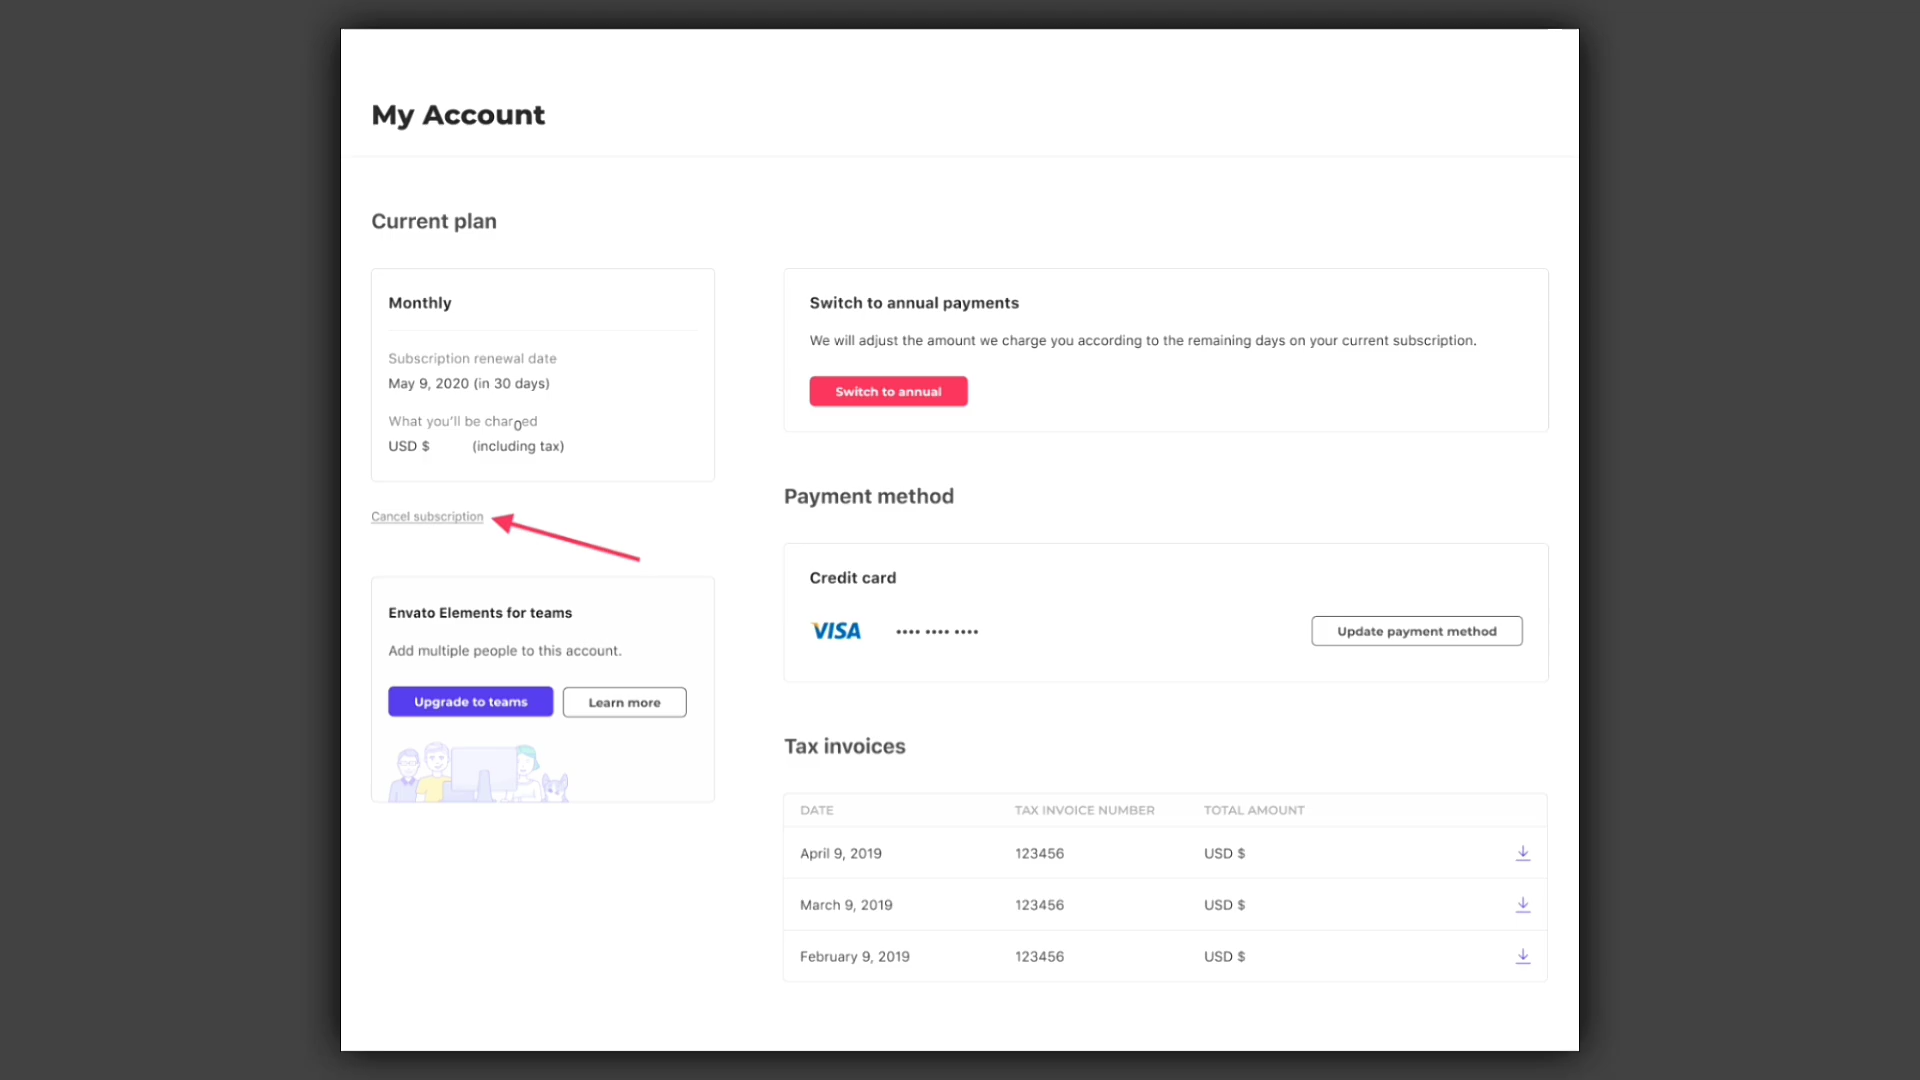 My Account
Current plan
Monthly
Subscription renewal date
May 9, 2020 (in 30 days)
What you'll be charged
USD $ (including tax)
Cancel subscription
Envato Elements for teams
Add multiple people to this account.
Upgrade to teams
Learn more
Switch to annual payments
We will adjust the amount we charge you according to the remaining days on your current subscription.
Switch to annual
Payment method
Credit card
VISA •••• •••• ••••
Update payment method
Tax invoices
DATE TAX INVOICE NUMBER TOTAL AMOUNT
April 9, 2019 123456 USD $
March 9, 2019 123456 USD $
February 9, 2019 123456 USD $